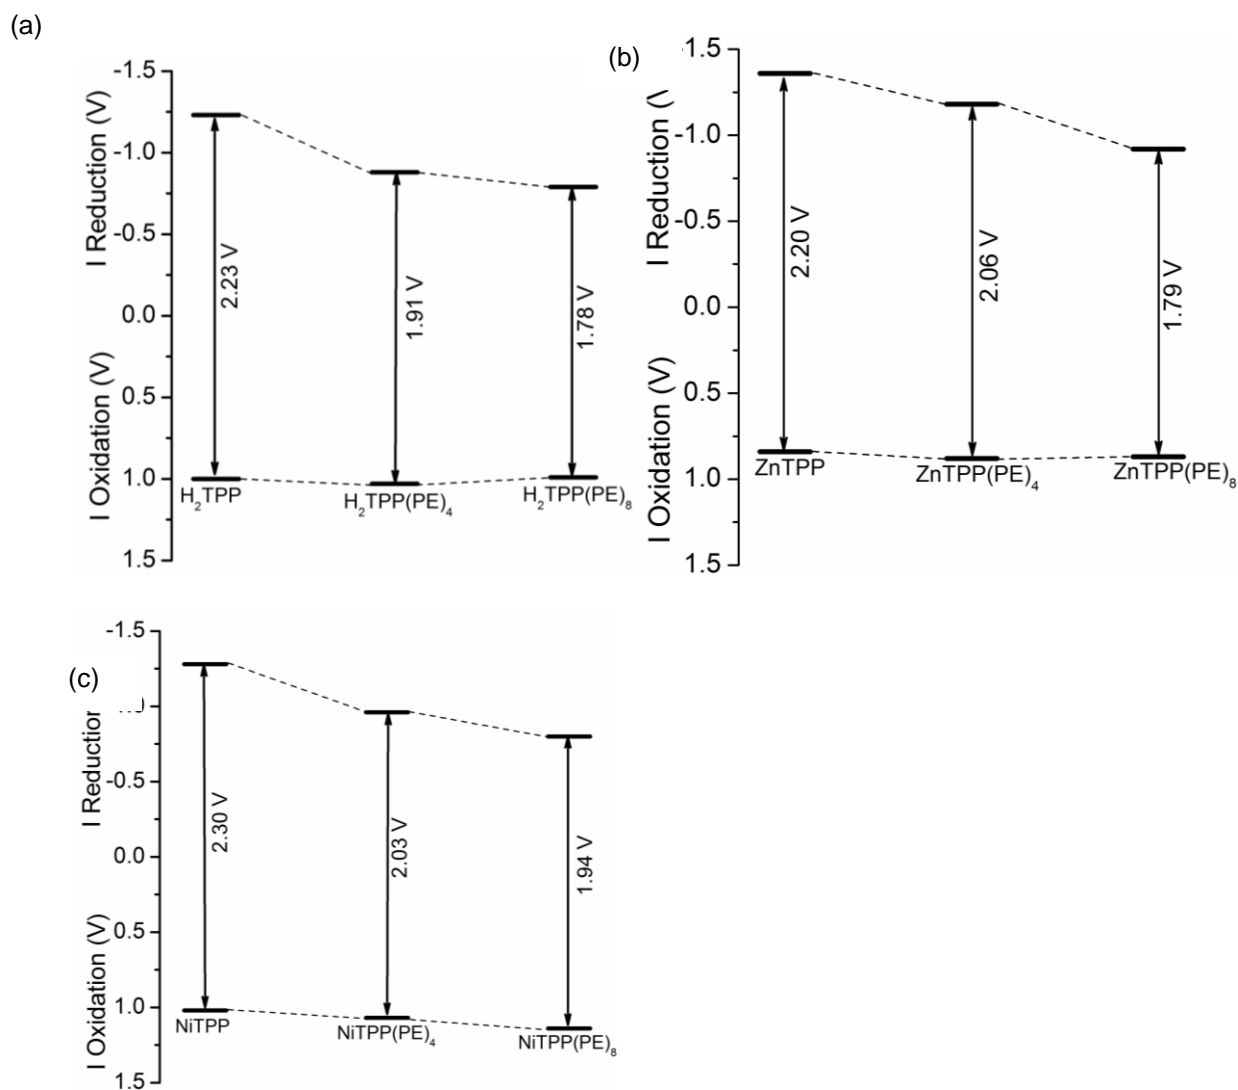 (a)
-1.5
-1.0
-0.5
0.0
0.5
1.0
1.5
I Reduction (V)
I Oxidation (V)
2.23 V
1.91 V
1.78 V
H2TPP
H2TPP(PE)4
H2TPP(PE)8
(b)
-1.5
-1.0
-0.5
0.0
0.5
1.0
1.5
I Reduction
I Oxidation (V)
2.20 V
2.06 V
1.79 V
ZnTPP
ZnTPP(PE)4
ZnTPP(PE)8
(c)
-1.5
-0.5
0.0
0.5
1.0
1.5
I Reduction
I Oxidation (V)
2.30 V
2.03 V
1.94 V
NiTPP
NiTPP(PE)4
NiTPP(PE)8